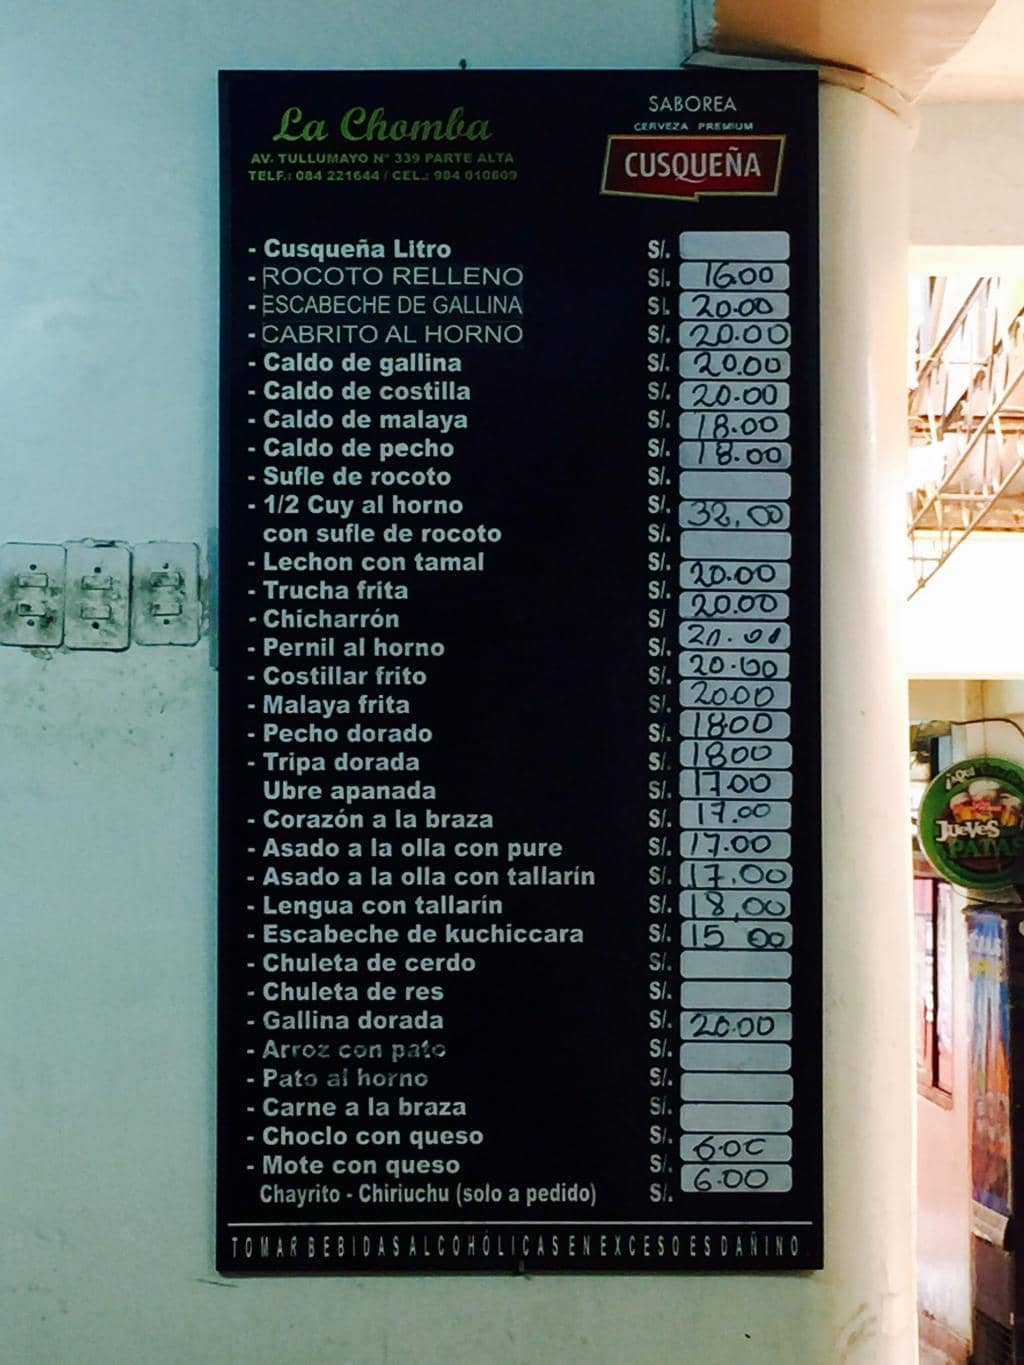 La Chomba
AV. TULLUMAYO Nº 339 PARTE ALTA
TELF.: 084 221644 / CEL.: 984 010809
SABOREA
CERVEZA PREMIUM
CUSQUEÑA
- Cusqueña Litro S/.
- ROCOTO RELLENO S/. 16.00
- ESCABECHE DE GALLINA S/. 20.00
- CABRITO AL HORNO S/. 20.00
- Caldo de gallina S/. 20.00
- Caldo de costilla S/. 20.00
- Caldo de malaya S/. 18.00
- Caldo de pecho S/. 18.00
- Sufle de rocoto S/.
- 1/2 Cuy al horno S/. 32,00
con sufle de rocoto S/.
- Lechon con tamal S/. 20.00
- Trucha frita S/. 20.00
- Chicharrón S/ 20.00
- Pernil al horno S/. 20.00
- Costillar frito S/. 2000
- Malaya frita S/. 1800
- Pecho dorado S/. 1800
- Tripa dorada S/. 17.00
Ubre apanada S/. 17.00
- Corazón a la braza S/. 17.00
- Asado a la olla con pure S/. 17.00
- Asado a la olla con tallarín S/. 18,00
- Lengua con tallarín S/. 15 00
- Escabeche de kuchiccara S/.
- Chuleta de cerdo S/.
- Chuleta de res S/.
- Gallina dorada S/. 20.00
- Arroz con pato S/.
- Pato al horno S/.
- Carne a la braza S/.
- Choclo con queso S/. 6.00
- Mote con queso S/. 6.00
Chayrito - Chiriuchu (solo a pedido) S/.
TOMAR BEBIDAS ALCOHÓLICAS EN EXCESO ES DAÑINO.
¡AQUÍ
JUEVES
PATAS